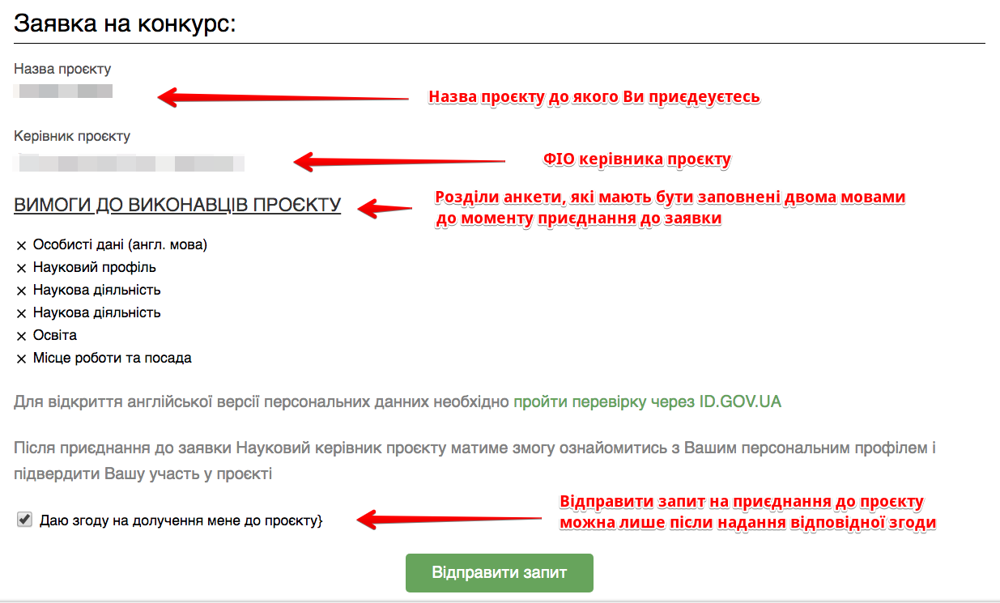 Заявка на конкурс:
Назва проєкту
Назва проєкту до якого Ви приєдеуєтесь
Керівник проєкту
ФІО керівника проєкту
ВИМОГИ ДО ВИКОНАВЦІВ ПРОЄКТУ
Розділи анкети, які мають бути заповнені двома мовами
до моменту приєднання до заявки
× Особисті дані (англ. мова)
× Науковий профіль
× Наукова діяльність
× Наукова діяльність
× Освіта
× Місце роботи та посада
Для відкриття англійської версії персональних данних необхідно пройти перевірку через ID.GOV.UA
Після приєднання до заявки Науковий керівник проєкту матиме змогу ознайомитись з Вашим персональним профілем і
підвердити Вашу участь у проєкті
Відправити запит на приєднання до проєкту
можна лише після надання відповідної згоди
Даю згоду на долучення мене до проєкту}
Відправити запит